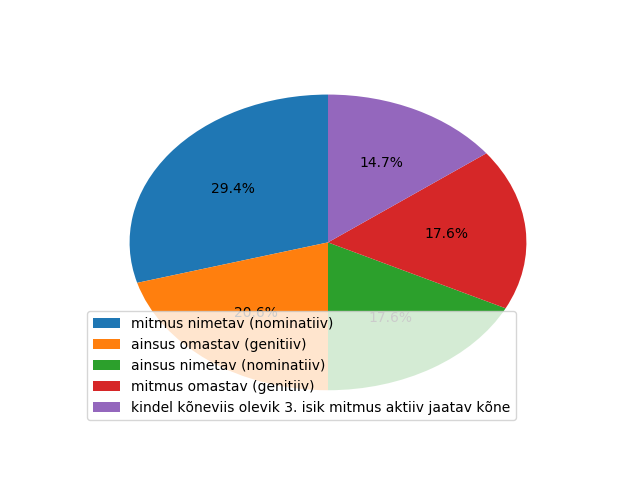 14.7%
29.4%
17.6%
20.6%
17.6%
mitmus nimetav (nominatiiv)
ainsus omastav (genitiiv)
ainsus nimetav (nominatiiv)
mitmus omastav (genitiiv)
kindel kõneviis olevik 3. isik mitmus aktiiv jaatav kõne